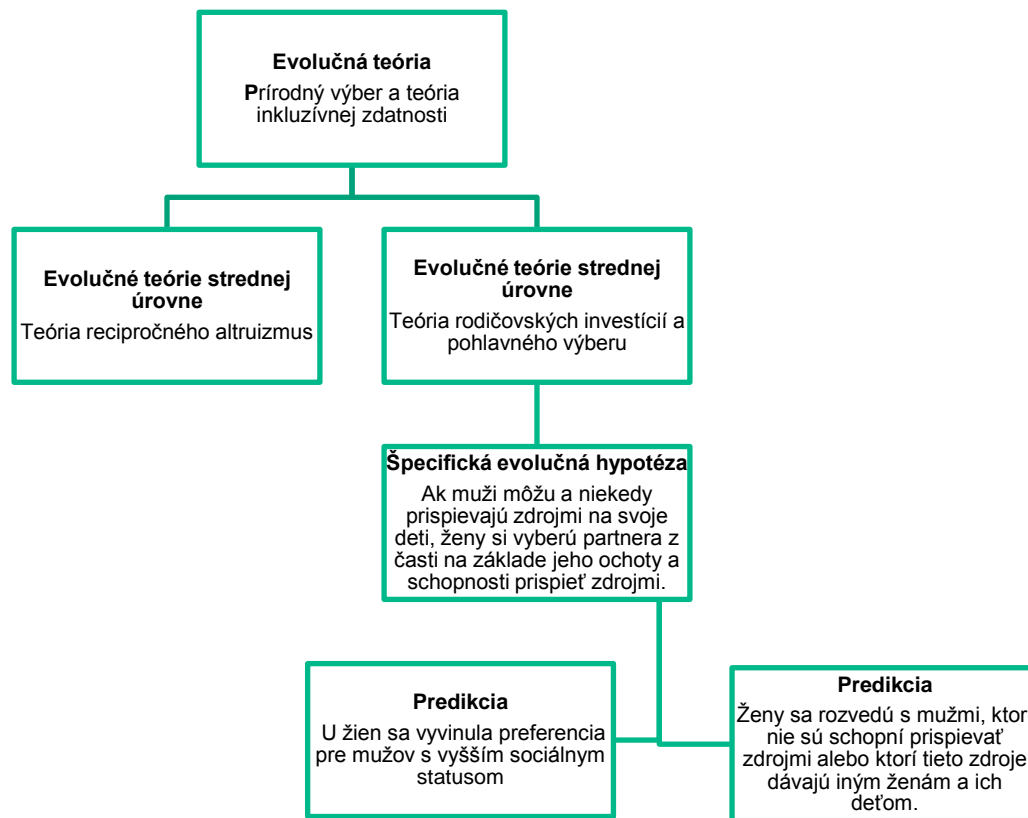 Evolučná teória
Prírodný výber a teória
inkluzívnej zdatnosti
Evolučné teórie strednej
úrovne
Teória recipročného altruizmus
Evolučné teórie strednej
úrovne
Teória rodičovských investícií a
pohlavného výberu
Špecifická evolučná hypotéza
Ak muži môžu a niekedy
prispievajú zdrojmi na svoje
deti, ženy si vyberú partnera z
časti na základe jeho ochoty a
schopnosti prispieť zdrojmi.
Predikcia
U žien sa vyvinula preferencia
pre mužov s vyšším sociálnym
statusom
Predikcia
Ženy sa rozvedú s mužmi, ktor
nie sú schopní prispievať
zdrojmi alebo ktorí tieto zdroje
dávajú iným ženám a ich
deťom.